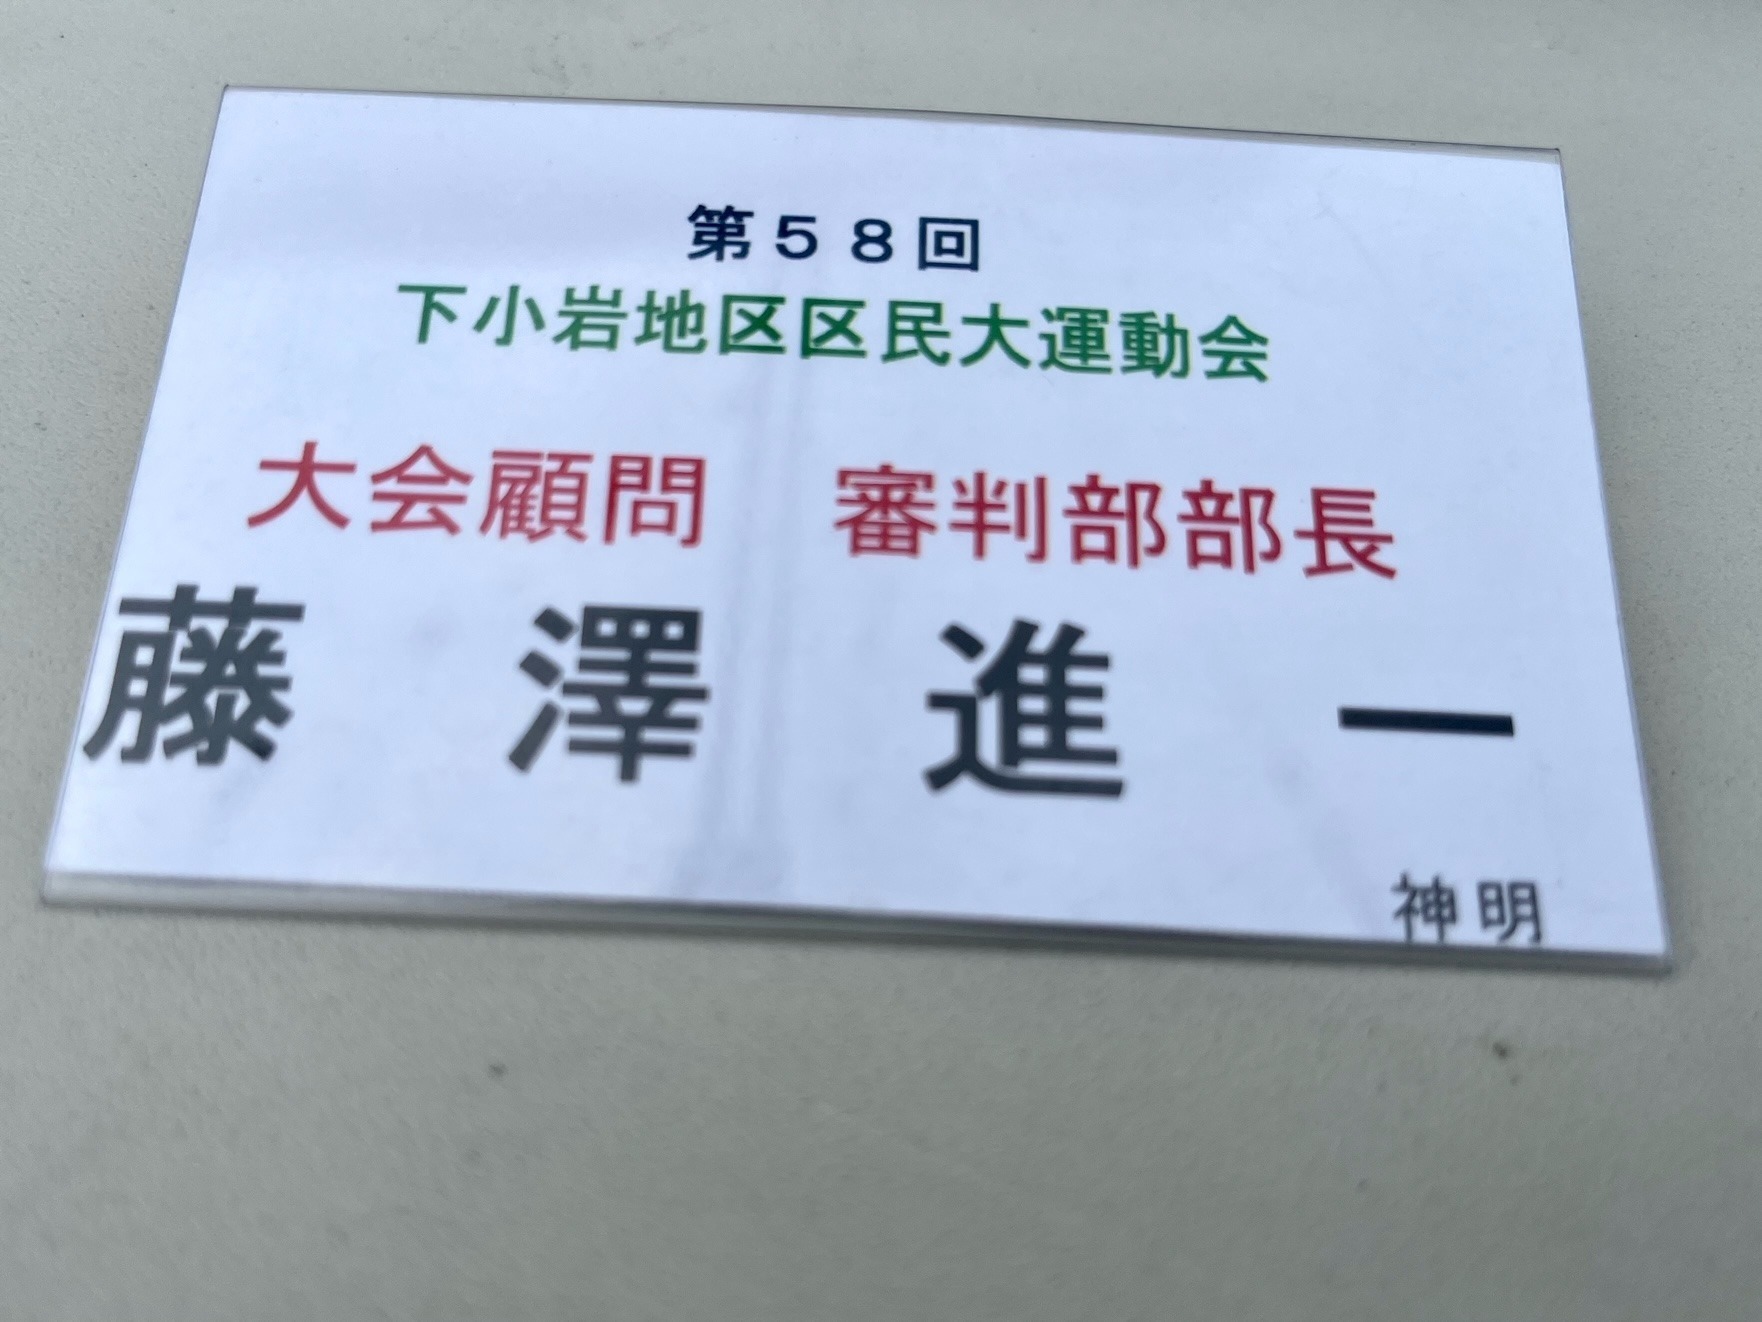 第５８回
下小岩地区区民大運動会
大会顧問　審判部部長
藤澤進一
神明